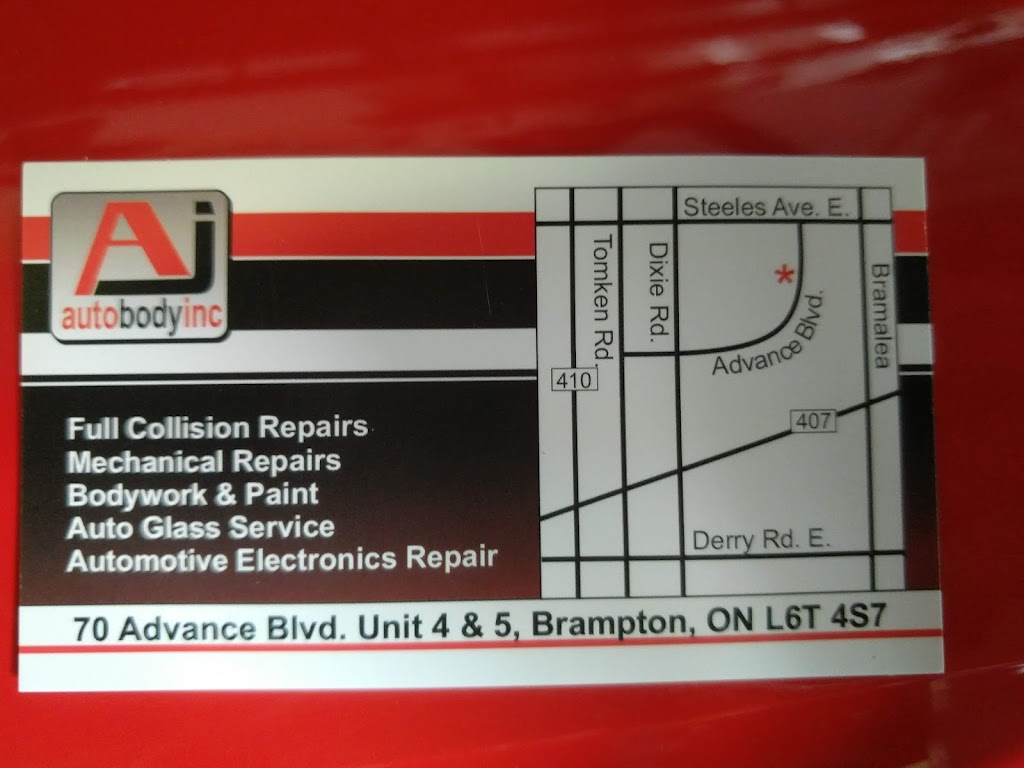 Aj
autobodyinc
Full Collision Repairs
Mechanical Repairs
Bodywork & Paint
Auto Glass Service
Automotive Electronics Repair
Steeles Ave. E.
Tomken Rd.
Dixie Rd.
*
Advance Blvd.
Bramalea
410
407
Derry Rd. E.
70 Advance Blvd. Unit 4 & 5, Brampton, ON L6T 4S7